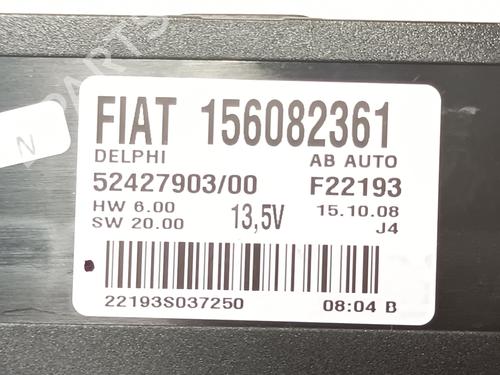 FIAT 156082361
DELPHI AB AUTO
52427903/00 F22193
HW 6.00 13,5V 15.10.08
SW 20.00 J4
22193S037250 08:04 B
N
PARTS